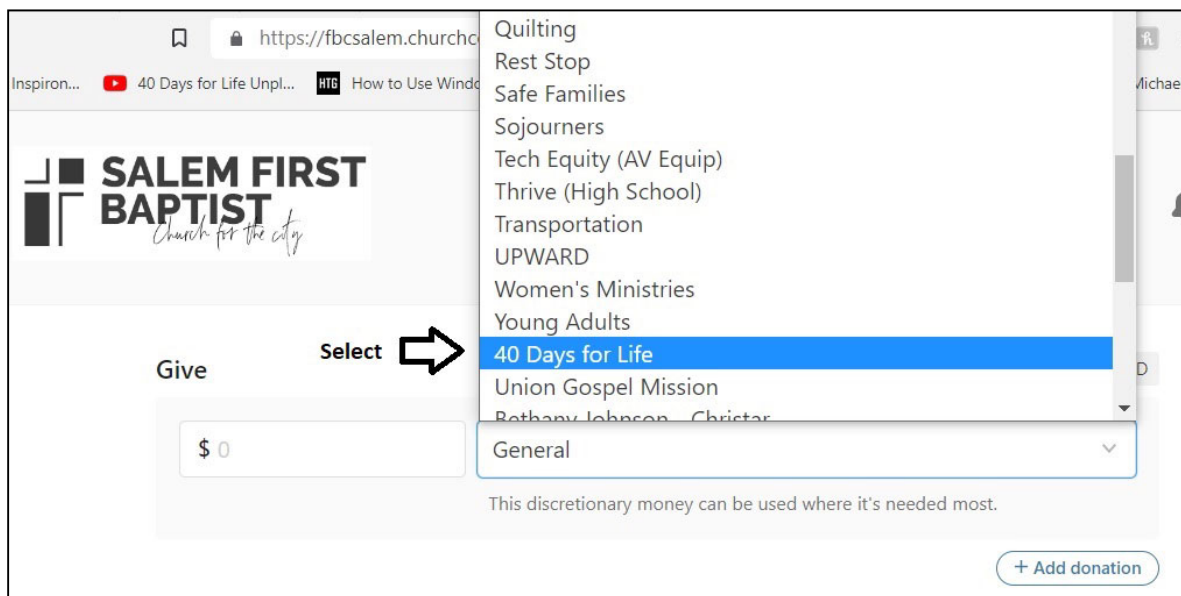 Quilting
https://fbcsalem.churchc
Rest Stop
Inspiron...
40 Days for Life Unpl...
HTG How to Use Windo
Michae
Safe Families
Sojourners
Tech Equity (AV Equip)
Thrive (High School)
Transportation
UPWARD
Women's Ministries
Young Adults
40 Days for Life
Union Gospel Mission
Bethany Johnson - Christar
SALEM FIRST
BAPTIST
Church for the city
Select
Give
D
$ 0
General
This discretionary money can be used where it's needed most.
+ Add donation